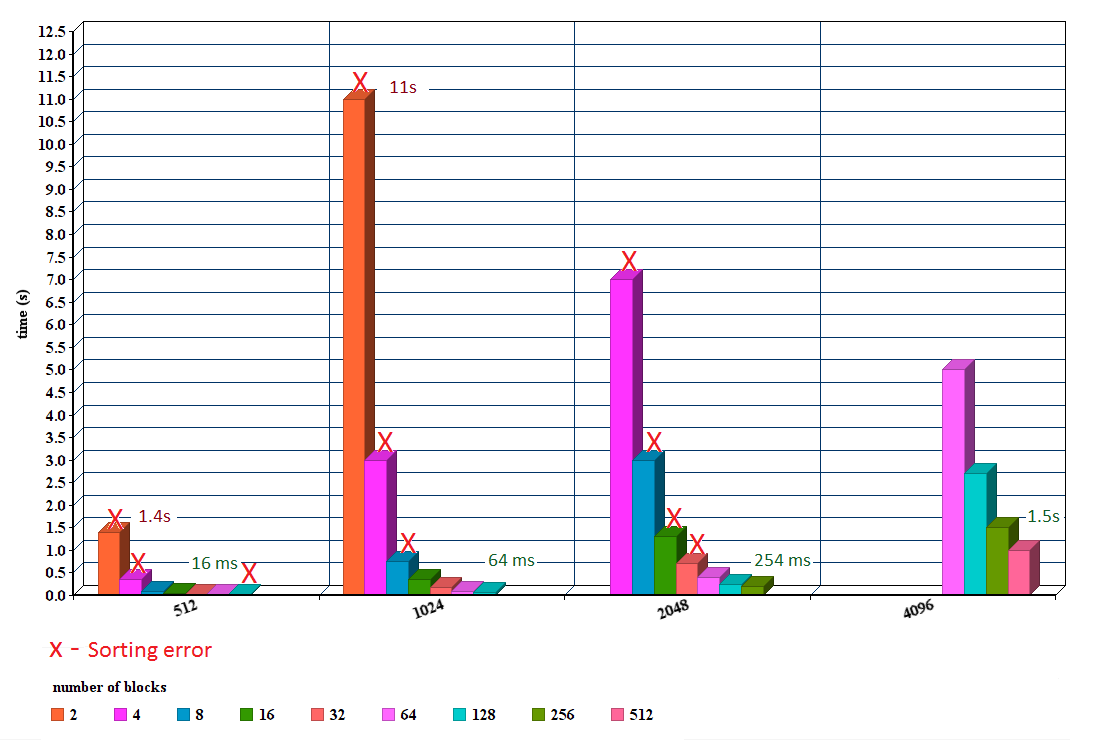 12.5
12.0
11.5
11.0
10.5
10.0
9.5
9.0
8.5
8.0
7.5
7.0
6.5
6.0
5.5
5.0
4.5
4.0
3.5
3.0
2.5
2.0
1.5
1.0
0.5
0.0
time (s)
X
11s
X
X
X
X
X
1.4s
X
1.5s
X
X
X
16 ms
X
64 ms
254 ms
512
1024
2048
4096
X - Sorting error
number of blocks
2 4 8 16 32 64 128 256 512